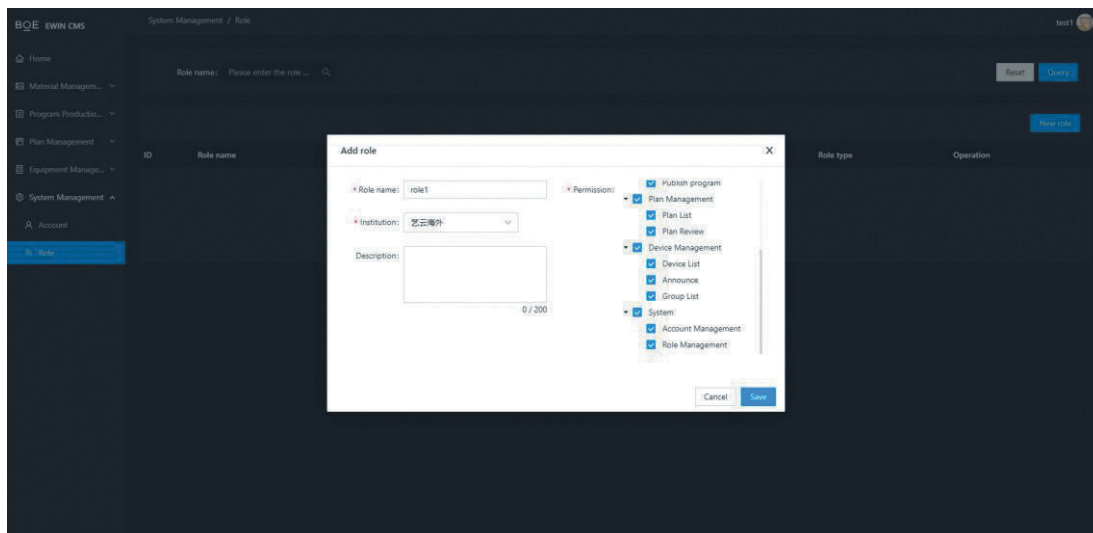 BOE EWIN CMS
System Management / Role
test1
Home
Material Managem...
Program Productio...
Plan Management
Equipment Manage...
System Management
Account
Role
Role name: Please enter the role ...
Reset
Query
New role
ID
Role name
Role type
Operation
Add role
X
* Role name: role1
* Institution: 艺云海外
Description:
0 / 200
* Permission:
Publish program
Plan Management
Plan List
Plan Review
Device Management
Device List
Announce
Group List
System
Account Management
Role Management
Cancel
Save